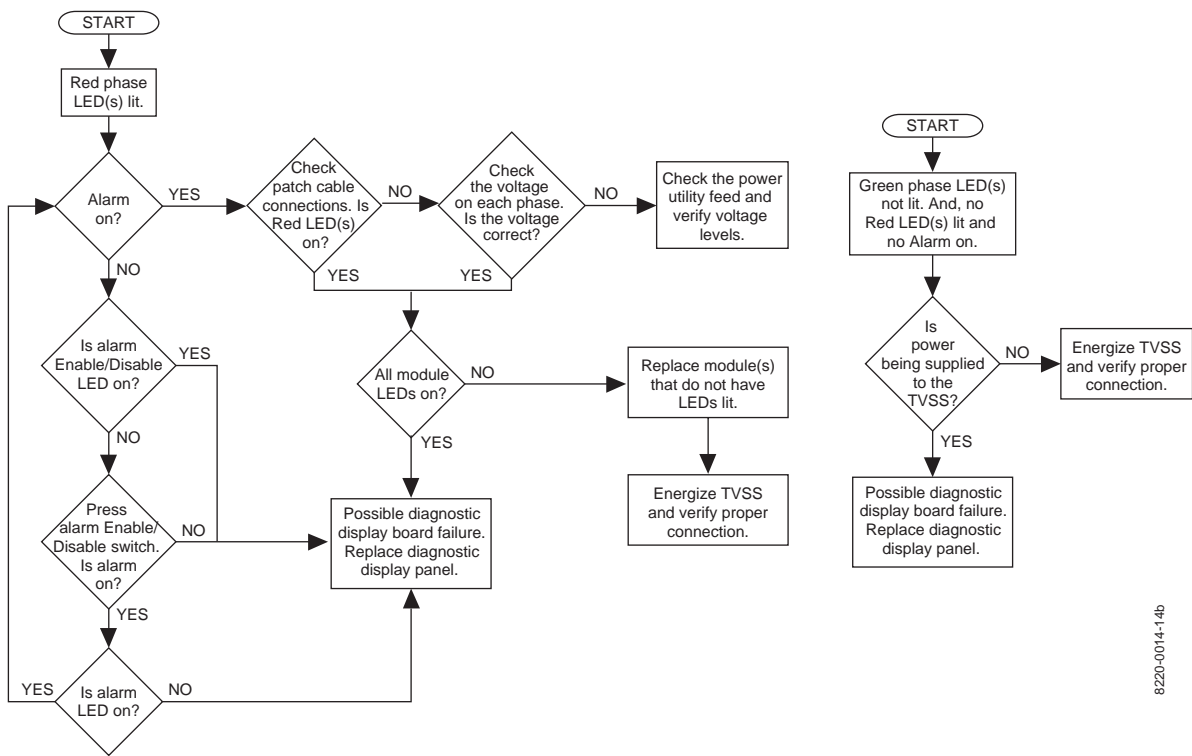 START
Red phase
LED(s) lit.
Alarm
on?
YES
NO
Check
patch cable
connections. Is
Red LED(s)
on?
NO
YES
Check
the voltage
on each phase.
Is the voltage
correct?
NO
YES
Check the power
utility feed and
verify voltage
levels.
Is alarm
Enable/Disable
LED on?
YES
NO
All module
LEDs on?
NO
YES
Replace module(s)
that do not have
LEDs lit.
Energize TVSS
and verify proper
connection.
Press
alarm Enable/
Disable switch.
Is alarm
on?
NO
YES
Possible diagnostic
display board failure.
Replace diagnostic
display panel.
Is alarm
LED on?
YES
NO
START
Green phase LED(s)
not lit. And, no
Red LED(s) lit and
no Alarm on.
Is
power
being supplied
to the
TVSS?
NO
YES
Energize TVSS
and verify proper
connection.
Possible diagnostic
display board failure.
Replace diagnostic
display panel.
8220-0014-14b